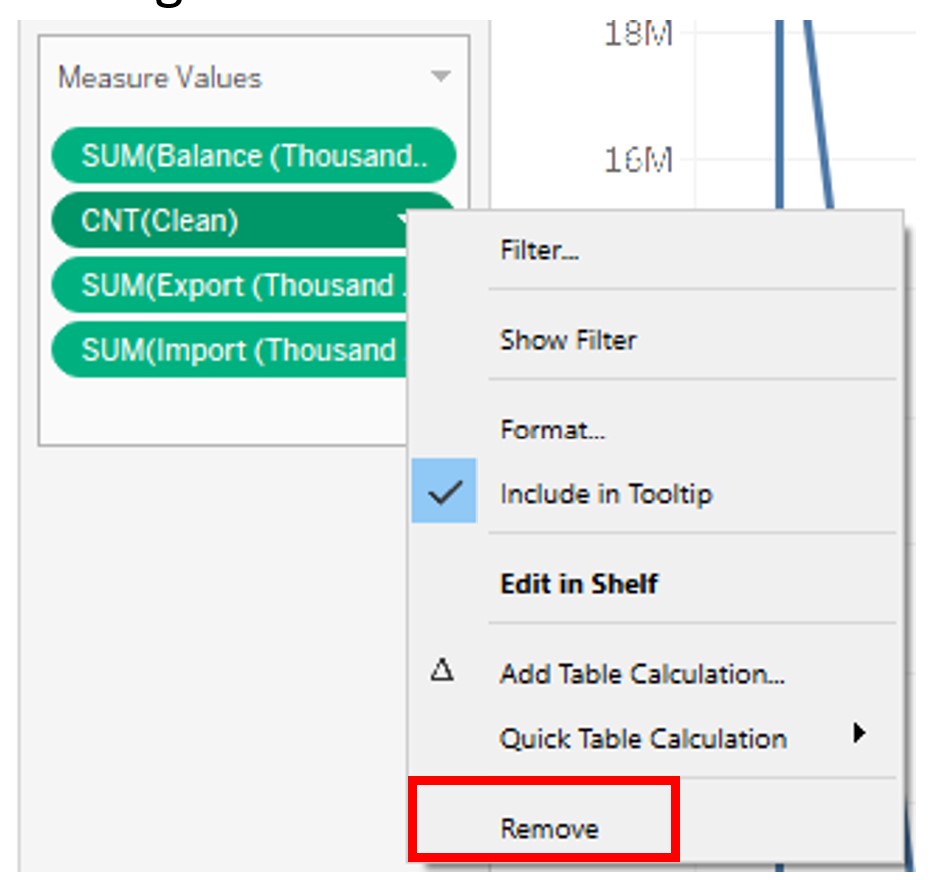 18M
Measure Values
16M
SUM(Balance (Thousand..
CNT(Clean)
SUM(Export (Thousand .
SUM(Import (Thousand .
Filter...
Show Filter
Format...
Include in Tooltip
Edit in Shelf
Δ Add Table Calculation...
Quick Table Calculation
Remove